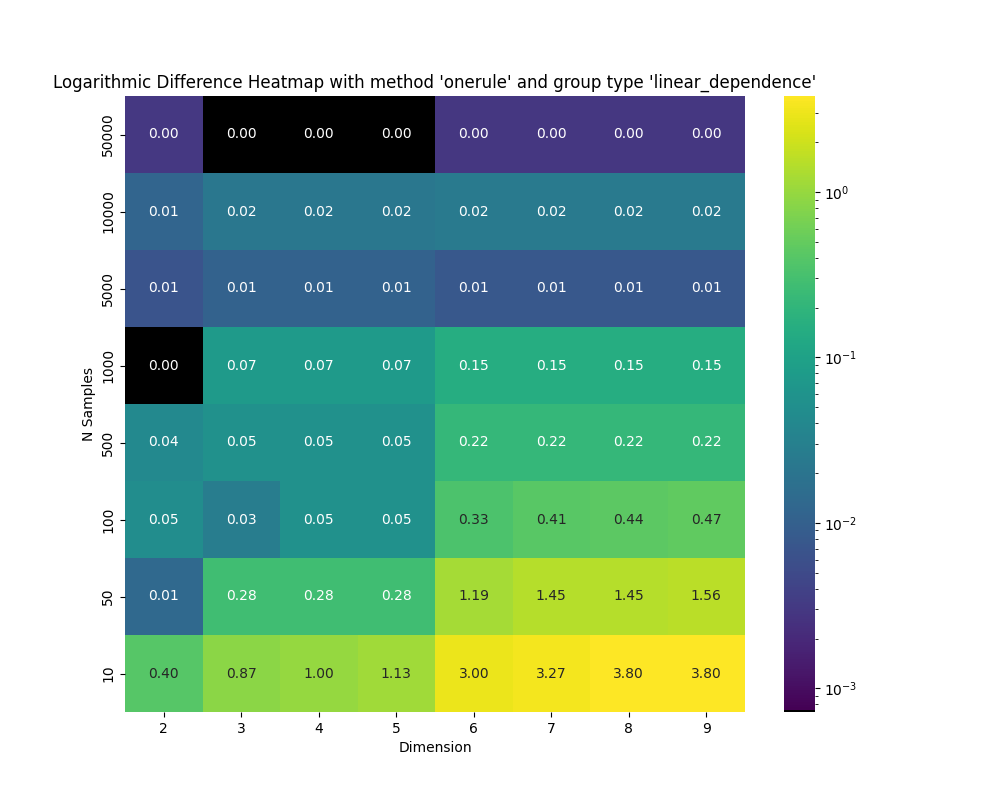 Logarithmic Difference Heatmap with method 'onerule' and group type 'linear_dependence'
50000 0.00 0.00 0.00 0.00 0.00 0.00 0.00 0.00
10000 0.01 0.02 0.02 0.02 0.02 0.02 0.02 0.02
5000 0.01 0.01 0.01 0.01 0.01 0.01 0.01 0.01
1000 0.00 0.07 0.07 0.07 0.15 0.15 0.15 0.15
500 0.04 0.05 0.05 0.05 0.22 0.22 0.22 0.22
100 0.05 0.03 0.05 0.05 0.33 0.41 0.44 0.47
50 0.01 0.28 0.28 0.28 1.19 1.45 1.45 1.56
10 0.40 0.87 1.00 1.13 3.00 3.27 3.80 3.80
2 3 4 5 6 7 8 9
Dimension
N Samples
10⁰
10⁻¹
10⁻²
10⁻³